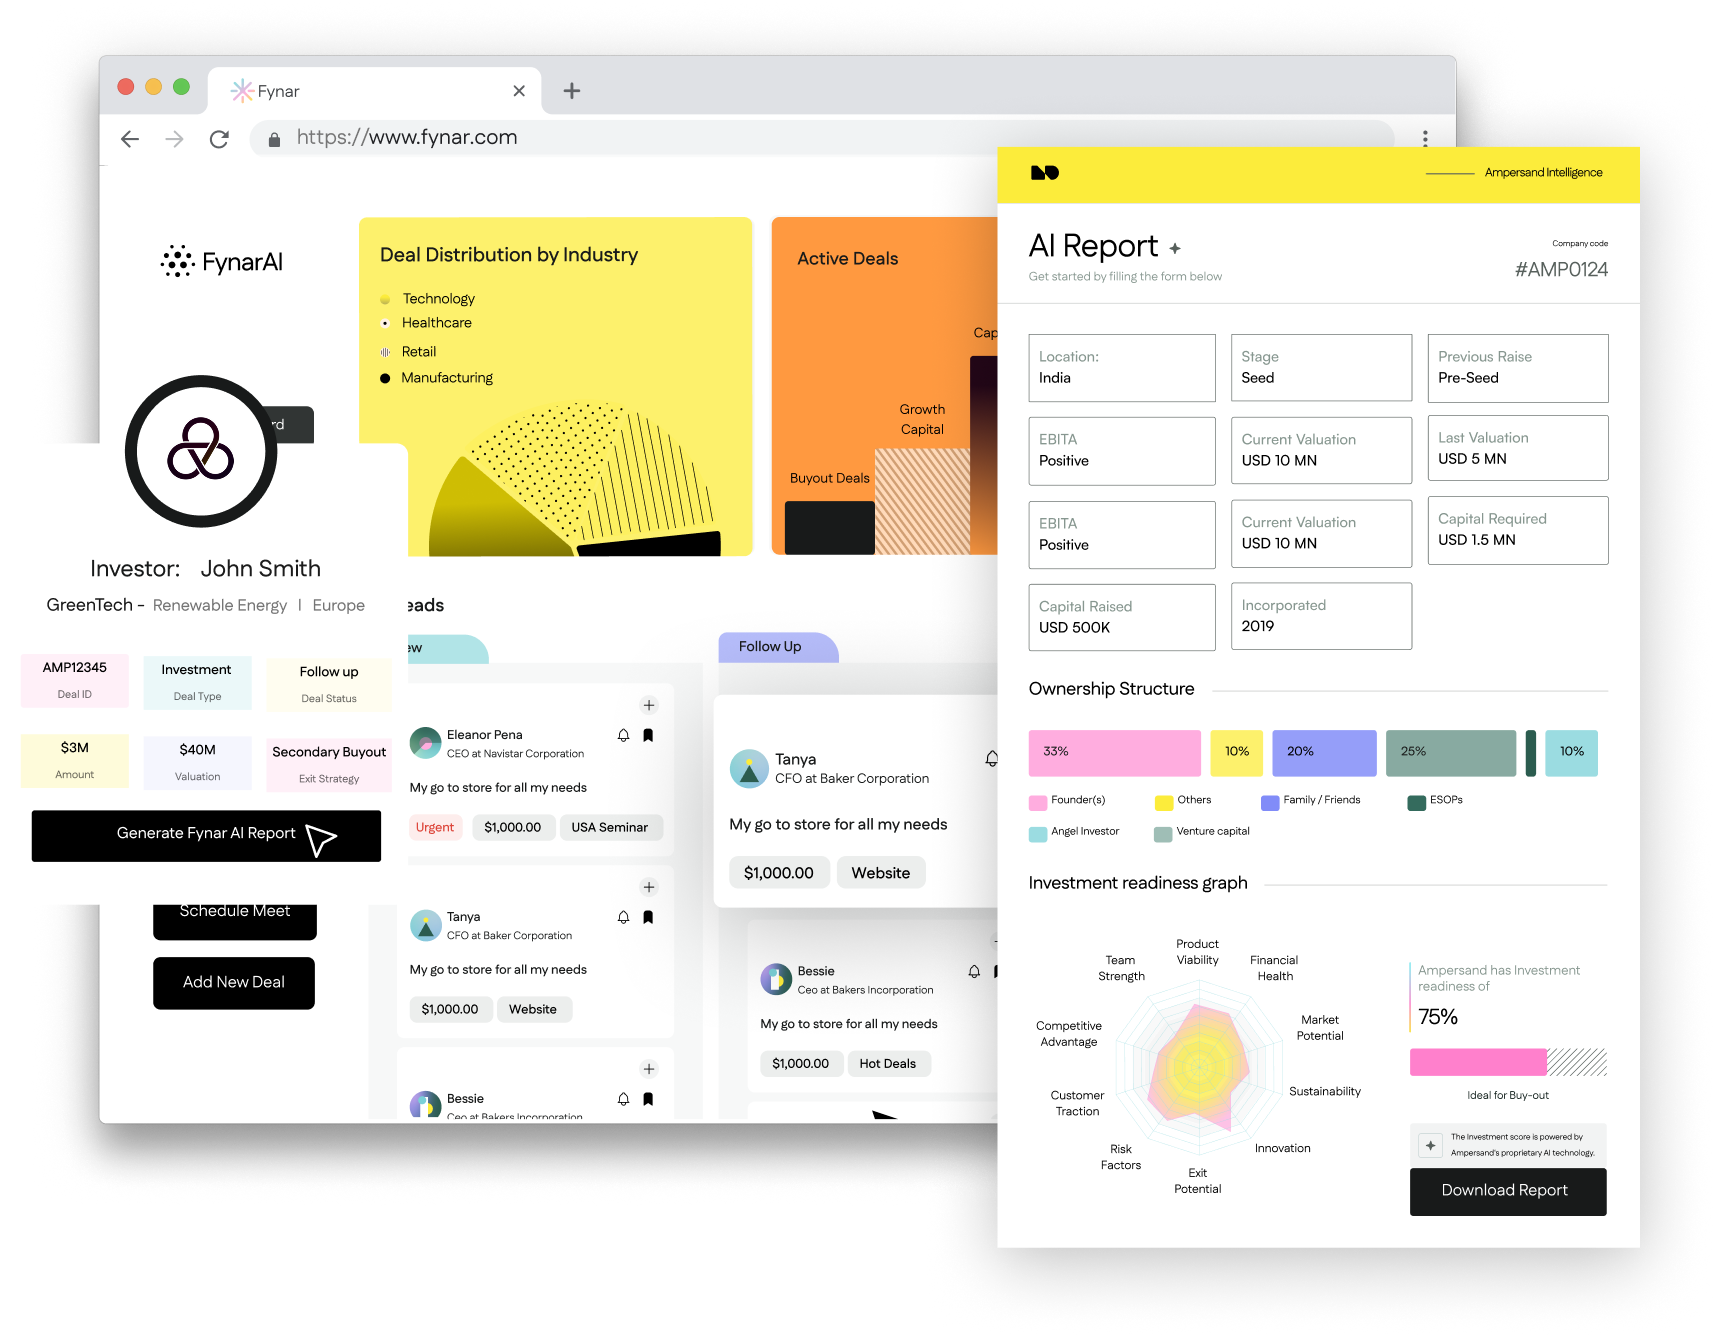 Fynar
https://www.fynar.com
FynarAI
rd
Deal Distribution by Industry
Technology
Healthcare
Retail
Manufacturing
Active Deals
Cap
Growth
Capital
Buyout Deals
Investor: John Smith
GreenTech - Renewable Energy | Europe
AMP12345
Deal ID
Investment
Deal Type
Follow up
Deal Status
$3M
Amount
$40M
Valuation
Secondary Buyout
Exit Strategy
Generate Fynar AI Report
Schedule Meet
Add New Deal
eads
ew
Eleanor Pena
CEO at Navistar Corporation
My go to store for all my needs
Urgent
$1,000.00
USA Seminar
Tanya
CFO at Baker Corporation
My go to store for all my needs
$1,000.00
Website
Bessie
Ceo at Bakers Incorporation
Follow Up
Tanya
CFO at Baker Corporation
My go to store for all my needs
$1,000.00
Website
Bessie
Ceo at Bakers Incorporation
My go to store for all my needs
$1,000.00
Hot Deals
Ampersand Intelligence
AI Report
Get started by filling the form below
Company code
#AMP0124
Location:
India
Stage
Seed
Previous Raise
Pre-Seed
EBITA
Positive
Current Valuation
USD 10 MN
Last Valuation
USD 5 MN
EBITA
Positive
Current Valuation
USD 10 MN
Capital Required
USD 1.5 MN
Capital Raised
USD 500K
Incorporated
2019
Ownership Structure
33%
10%
20%
25%
10%
Founder(s)
Others
Family / Friends
ESOPs
Angel Investor
Venture capital
Investment readiness graph
Product
Viability
Financial
Health
Market
Potential
Sustainability
Innovation
Exit
Potential
Risk
Factors
Customer
Traction
Competitive
Advantage
Team
Strength
Ampersand has Investment
readiness of
75%
Ideal for Buy-out
The Investment score is powered by
Ampersand's proprietary AI technology.
Download Report